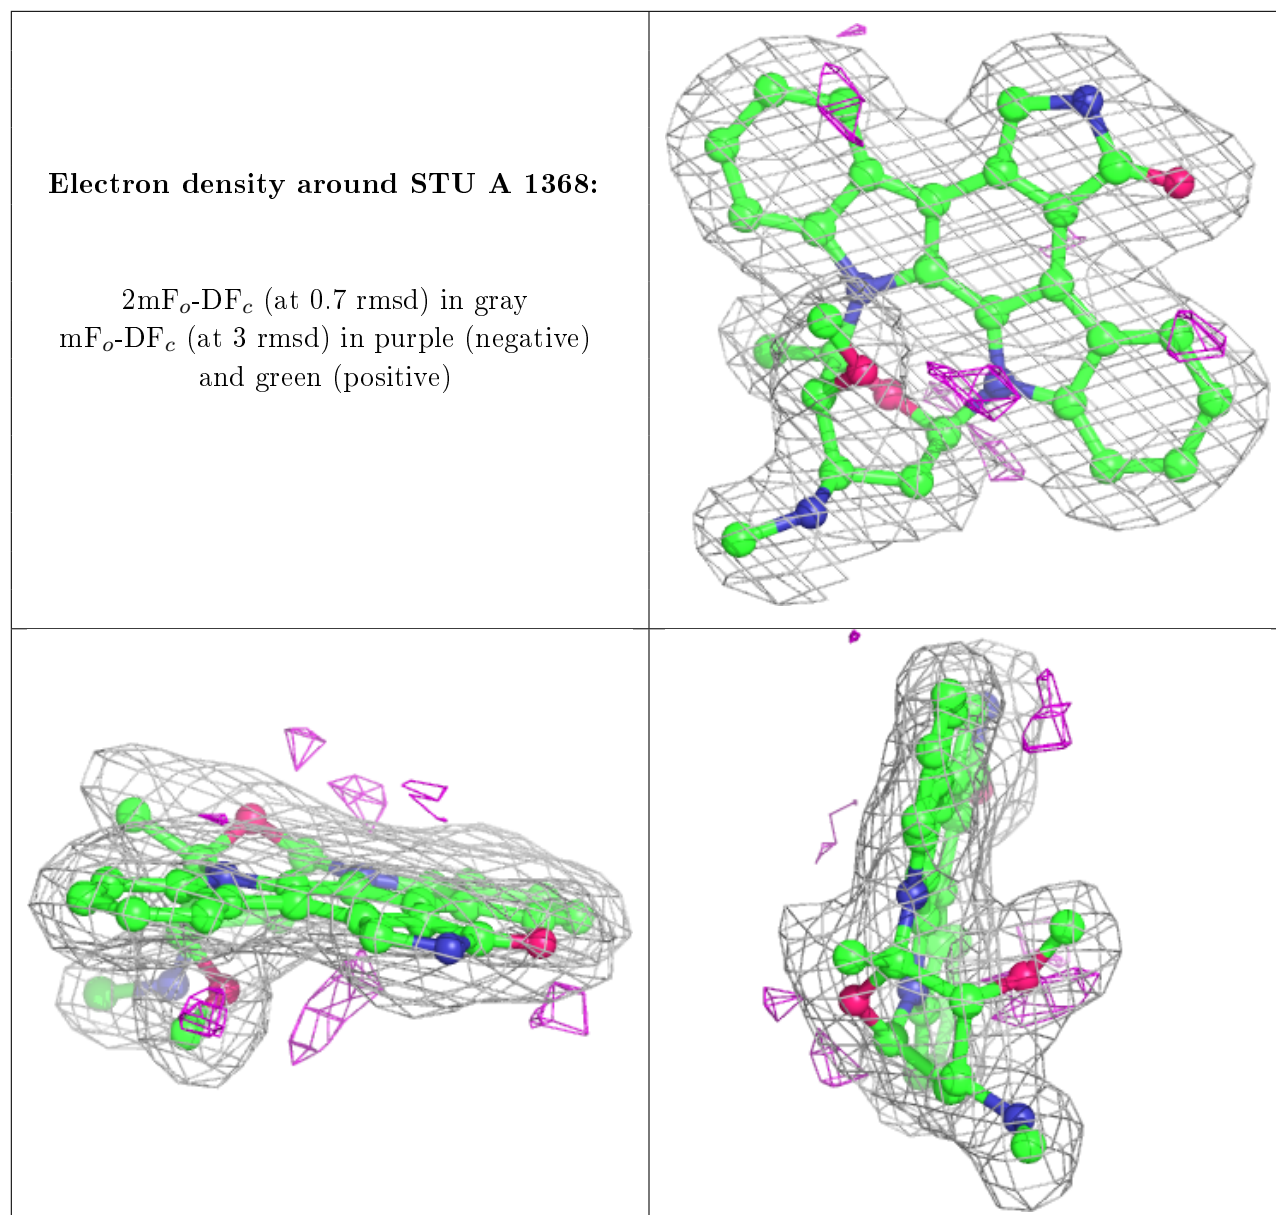 Electron density around STU A 1368:
2mFₒ-DF𝑐 (at 0.7 rmsd) in gray
mFₒ-DF𝑐 (at 3 rmsd) in purple (negative)
and green (positive)